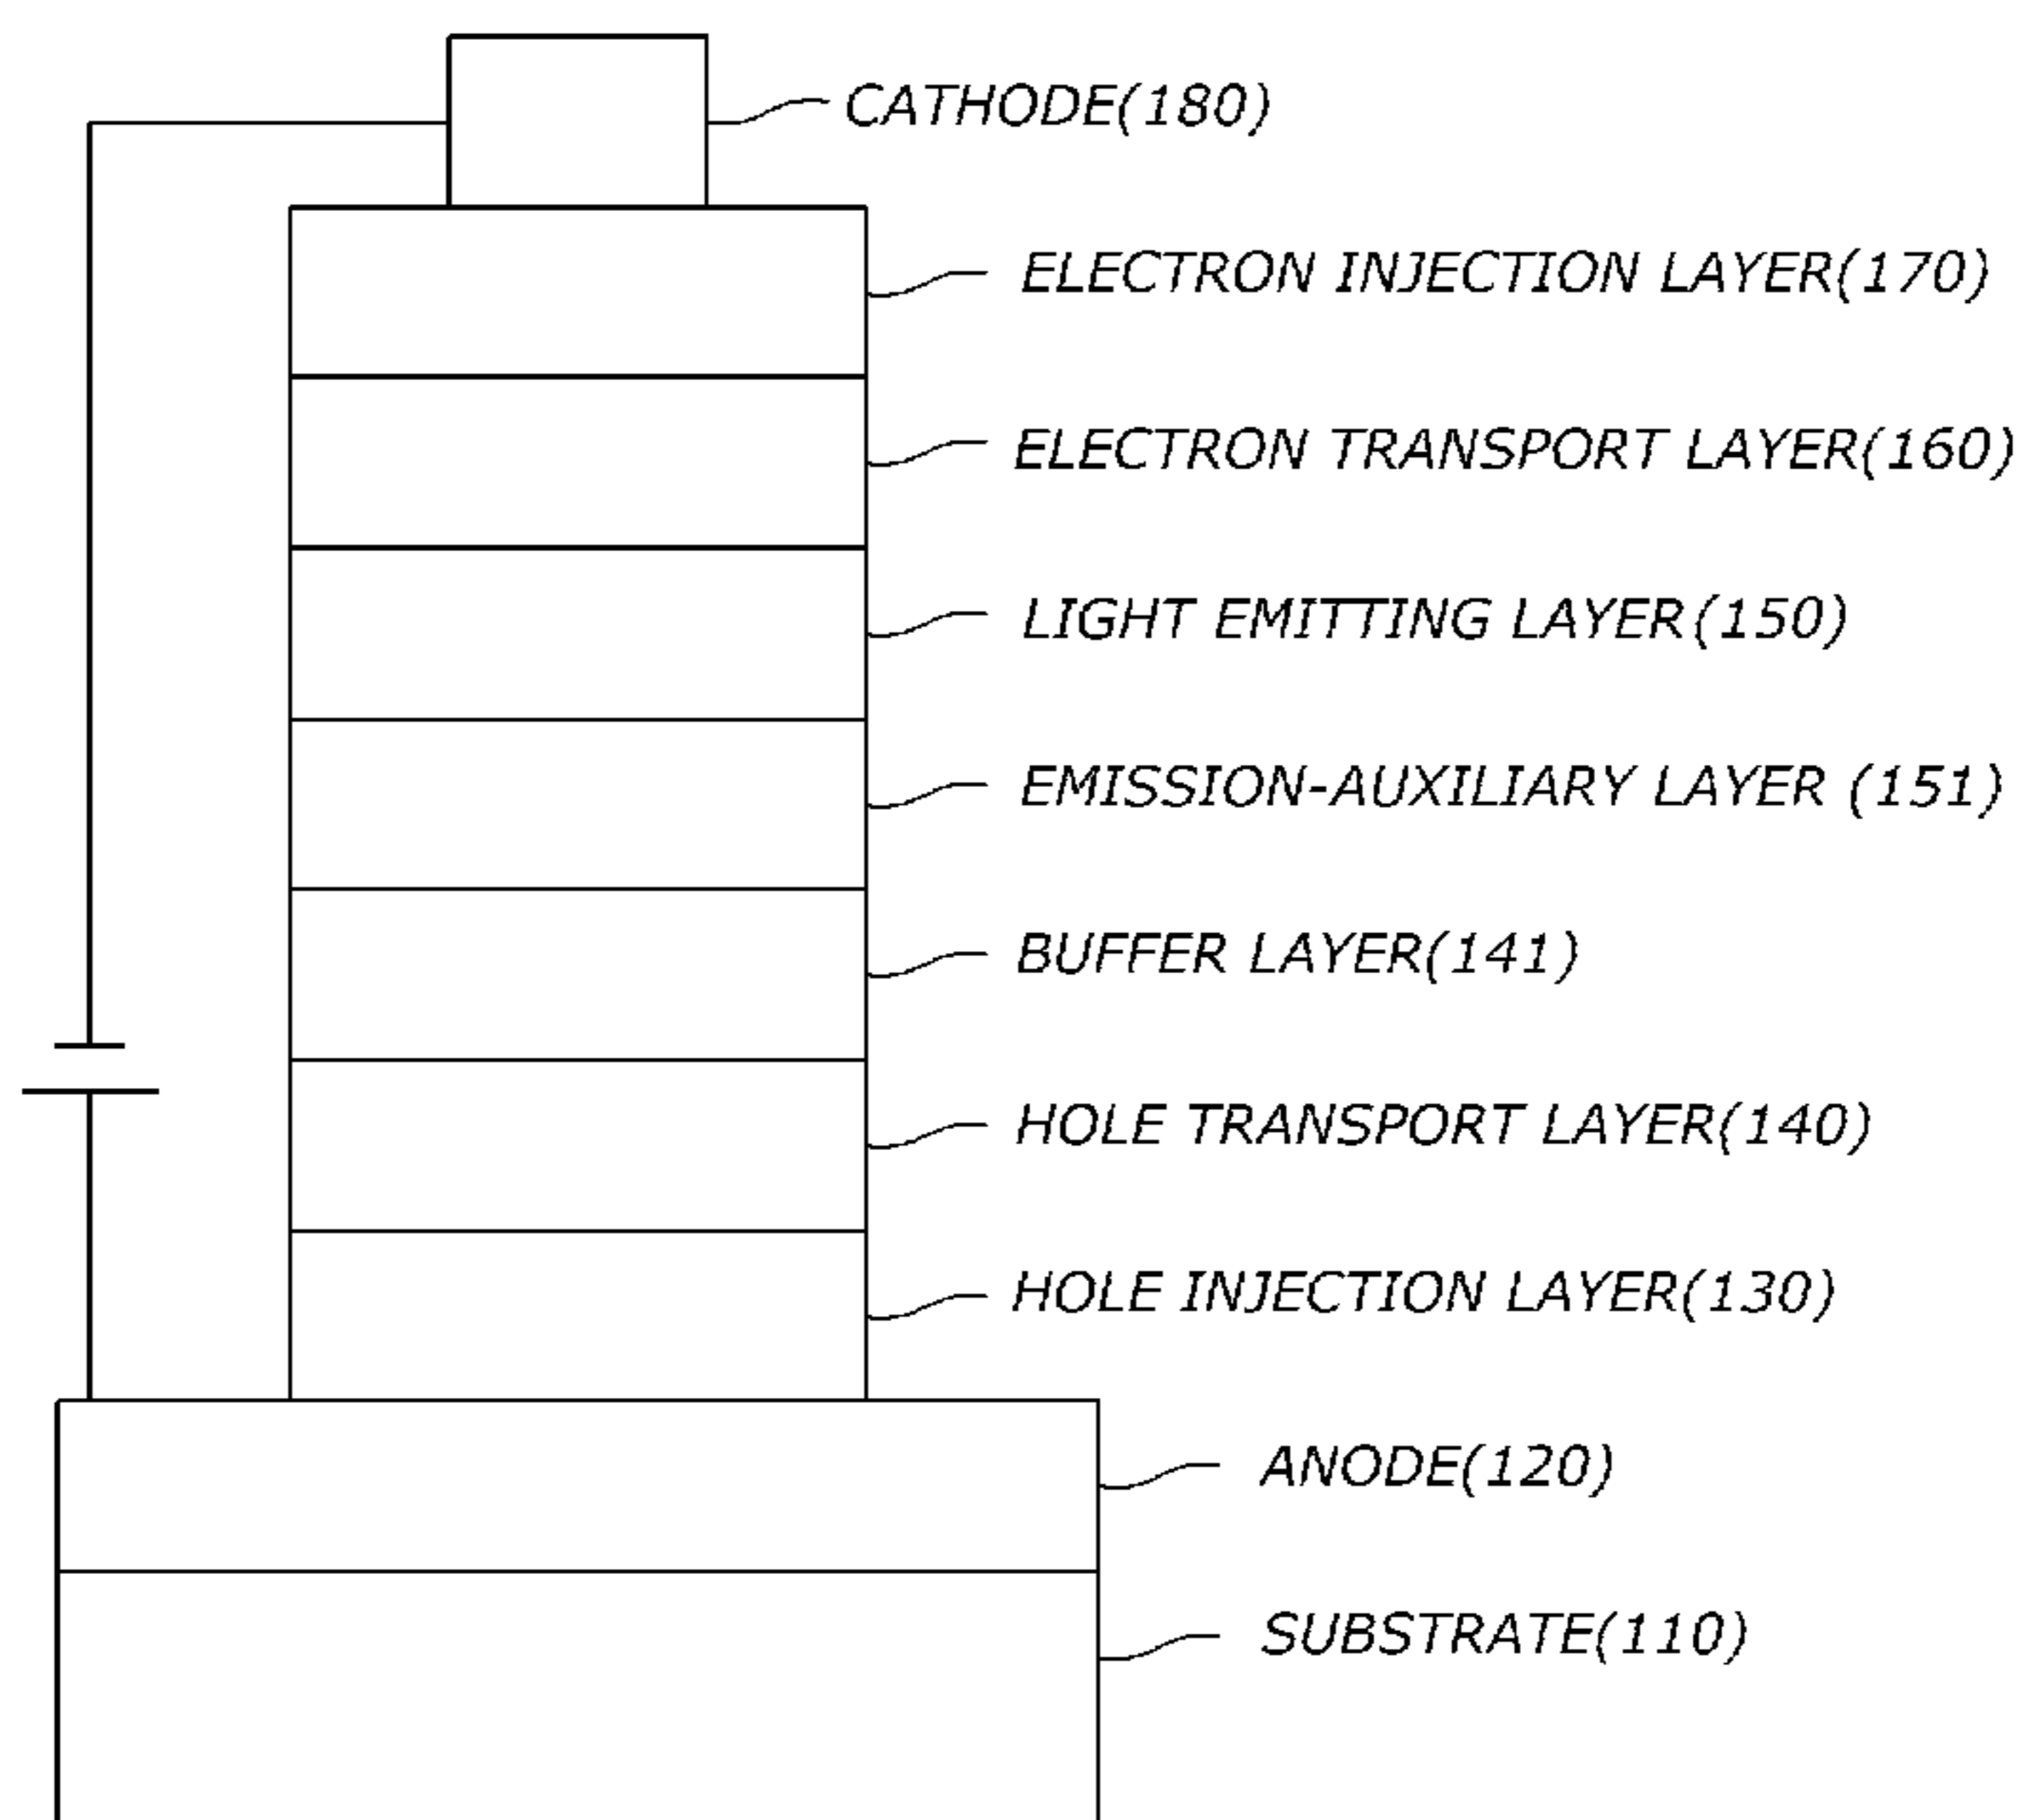 CATHODE(180)
ELECTRON INJECTION LAYER(170)
ELECTRON TRANSPORT LAYER(160)
LIGHT EMITTING LAYER(150)
EMISSION-AUXILIARY LAYER (151)
BUFFER LAYER(141)
HOLE TRANSPORT LAYER(140)
HOLE INJECTION LAYER(130)
ANODE(120)
SUBSTRATE(110)